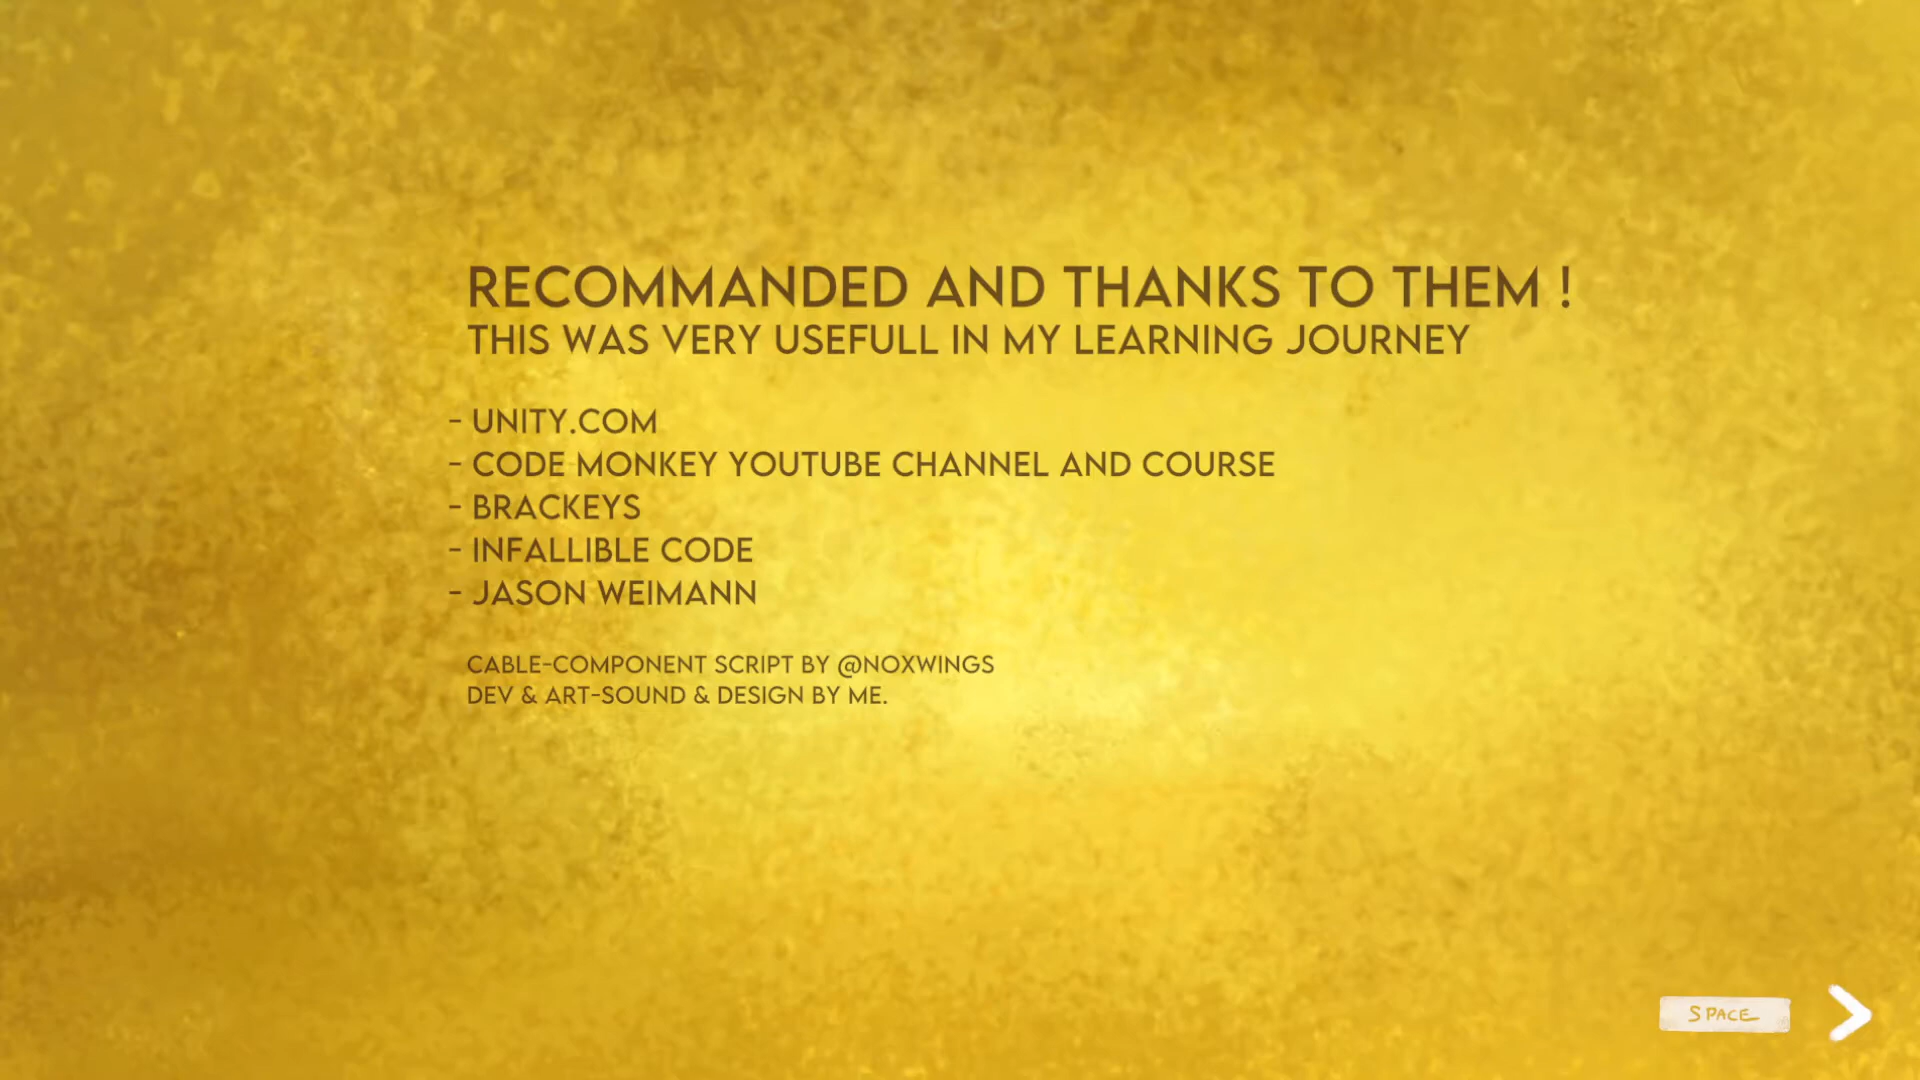 RECOMMANDED AND THANKS TO THEM !
THIS WAS VERY USEFULL IN MY LEARNING JOURNEY
- UNITY.COM
- CODE MONKEY YOUTUBE CHANNEL AND COURSE
- BRACKEYS
- INFALLIBLE CODE
- JASON WEIMANN
CABLE-COMPONENT SCRIPT BY @NOXWINGS
DEV & ART-SOUND & DESIGN BY ME.
SPACE